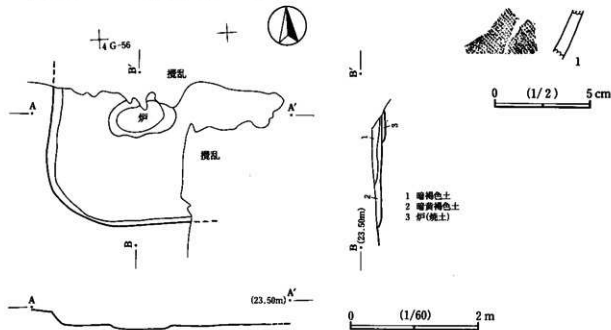 4 G-56
B'
攪乱
A
A'
炉
攪乱
B
A
(23.50m)
A'
B'
1
3
2
B
(23.50m)
1 暗褐色土
2 暗黄褐色土
3 炉(焼土)
0 (1/60) 2 m
1
0 (1/2) 5 cm